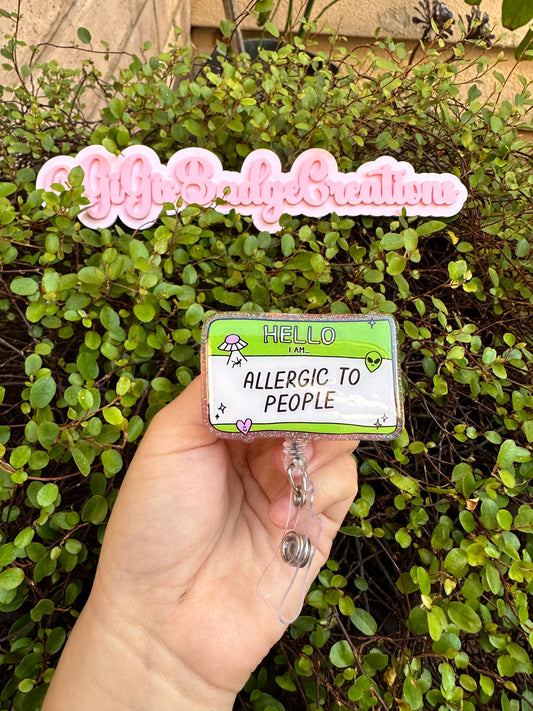 @GiGisBadgeCreations
HELLO
I AM...
ALLERGIC TO
PEOPLE